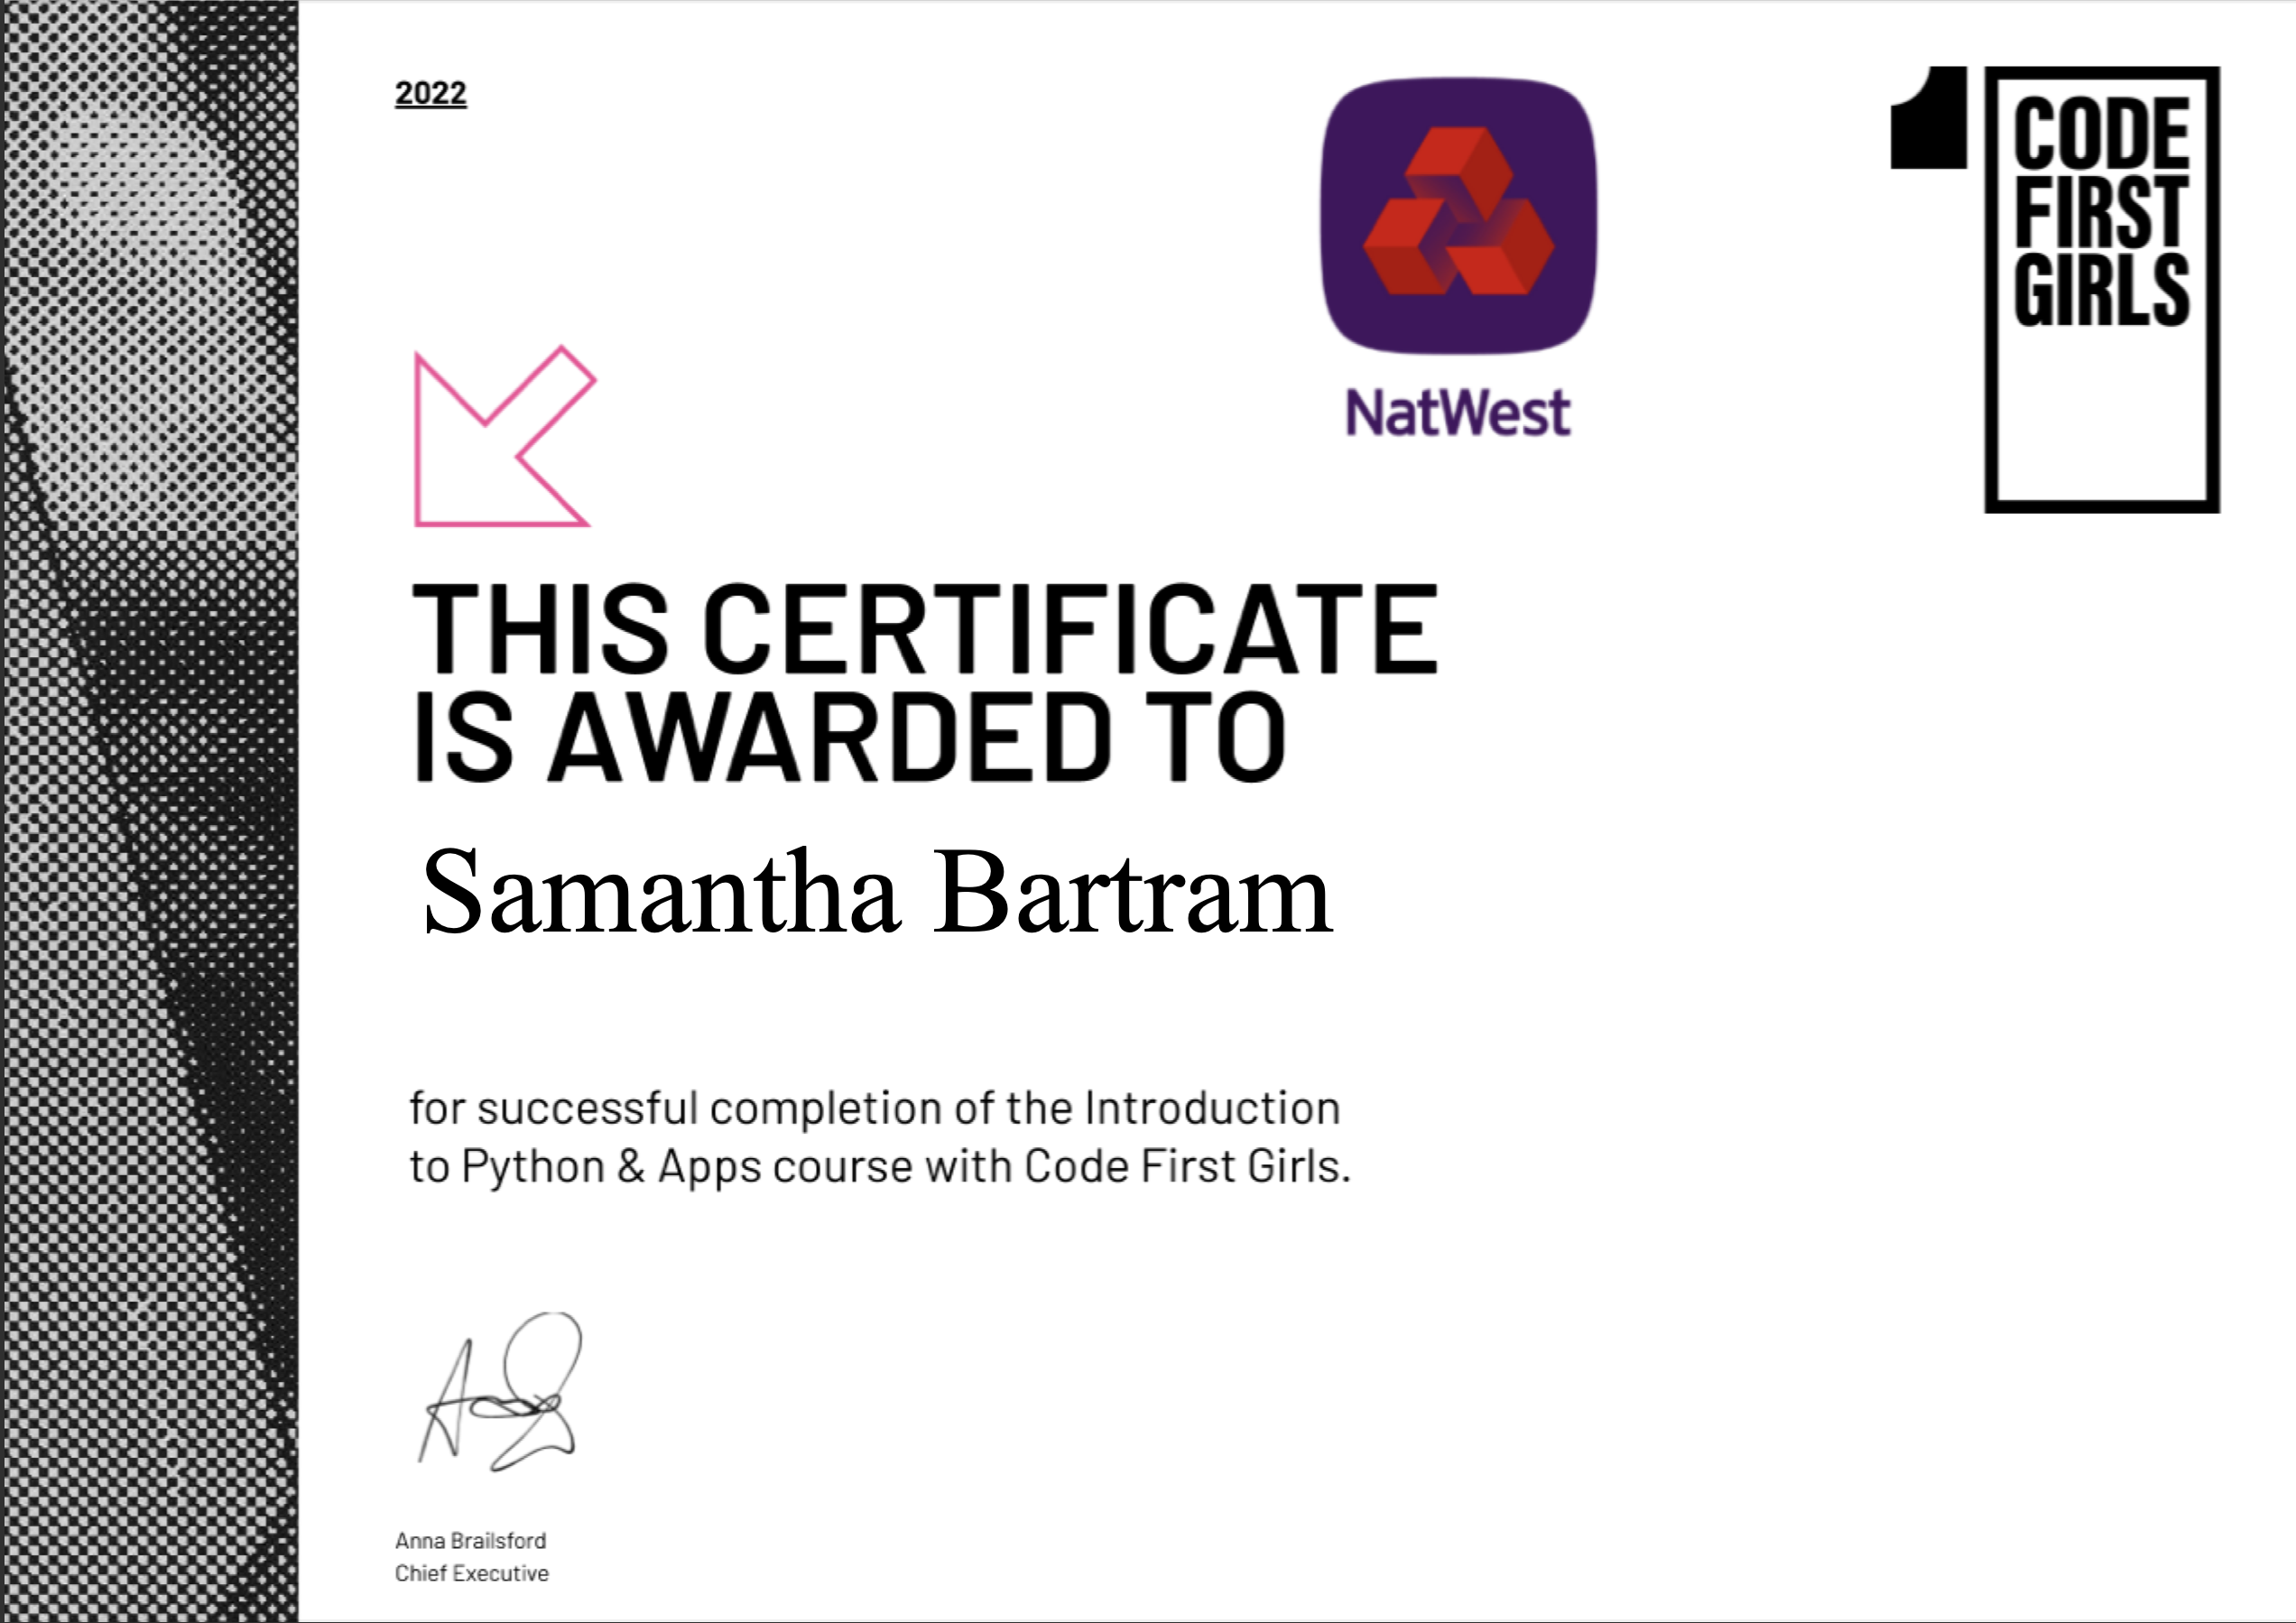 2022
NatWest
CODE
FIRST
GIRLS
THIS CERTIFICATE
IS AWARDED TO
Samantha Bartram
for successful completion of the Introduction
to Python & Apps course with Code First Girls.
Anna Brailsford
Chief Executive